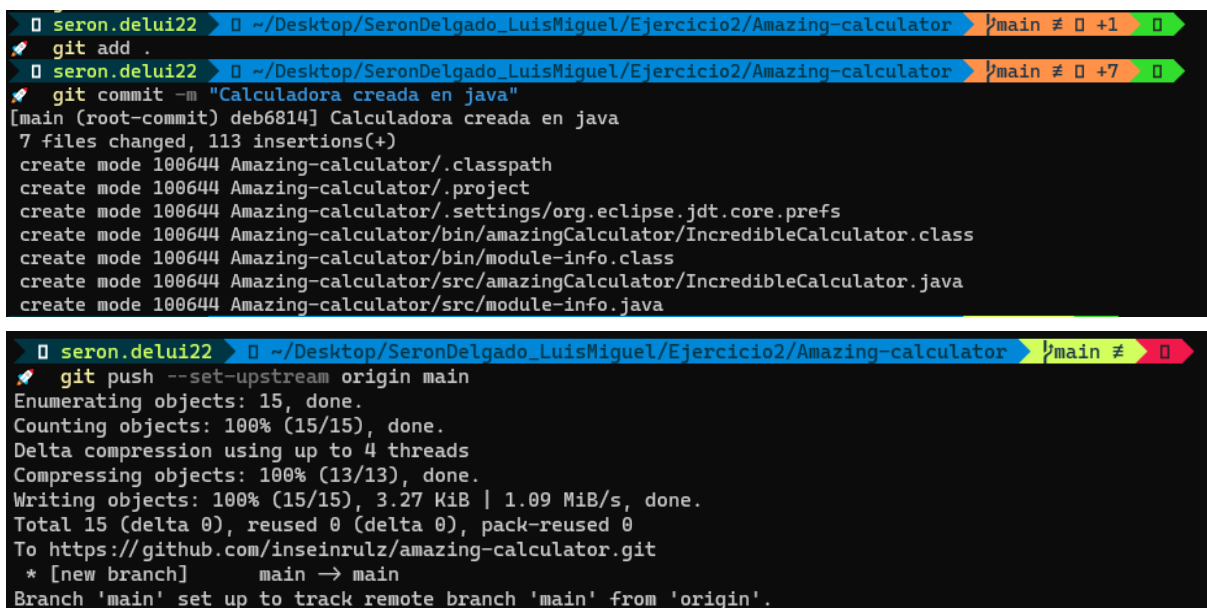 seron.delui22 ~/Desktop/SeronDelgado_LuisMiguel/Ejercicio2/Amazing-calculator main ≢ +1
🚀 git add .
seron.delui22 ~/Desktop/SeronDelgado_LuisMiguel/Ejercicio2/Amazing-calculator main ≢ +7
🚀 git commit -m "Calculadora creada en java"
[main (root-commit) deb6814] Calculadora creada en java
7 files changed, 113 insertions(+)
create mode 100644 Amazing-calculator/.classpath
create mode 100644 Amazing-calculator/.project
create mode 100644 Amazing-calculator/.settings/org.eclipse.jdt.core.prefs
create mode 100644 Amazing-calculator/bin/amazingCalculator/IncredibleCalculator.class
create mode 100644 Amazing-calculator/bin/module-info.class
create mode 100644 Amazing-calculator/src/amazingCalculator/IncredibleCalculator.java
create mode 100644 Amazing-calculator/src/module-info.java
seron.delui22 ~/Desktop/SeronDelgado_LuisMiguel/Ejercicio2/Amazing-calculator main ≢
🚀 git push --set-upstream origin main
Enumerating objects: 15, done.
Counting objects: 100% (15/15), done.
Delta compression using up to 4 threads
Compressing objects: 100% (13/13), done.
Writing objects: 100% (15/15), 3.27 KiB | 1.09 MiB/s, done.
Total 15 (delta 0), reused 0 (delta 0), pack-reused 0
To https://github.com/inseinrulz/amazing-calculator.git
* [new branch] main -> main
Branch 'main' set up to track remote branch 'main' from 'origin'.